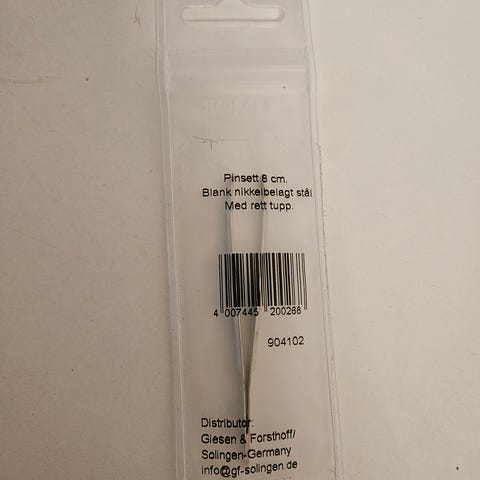 Pinsett 8 cm.
Blank nikkelbelagt stål
Med rett tupp.
4 007445 200268
904102
Distributor:
Giesen & Forsthoff/
Solingen-Germany
info@gf-solingen.de